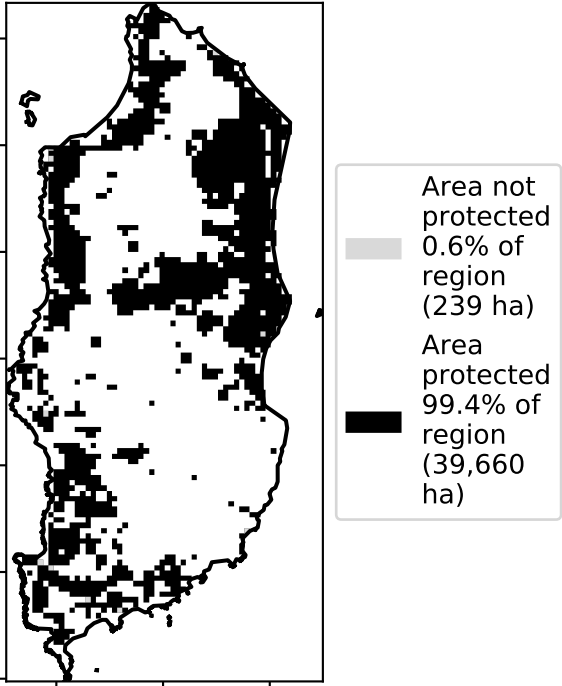 Area not
protected
0.6% of
region
(239 ha)
Area
protected
99.4% of
region
(39,660
ha)